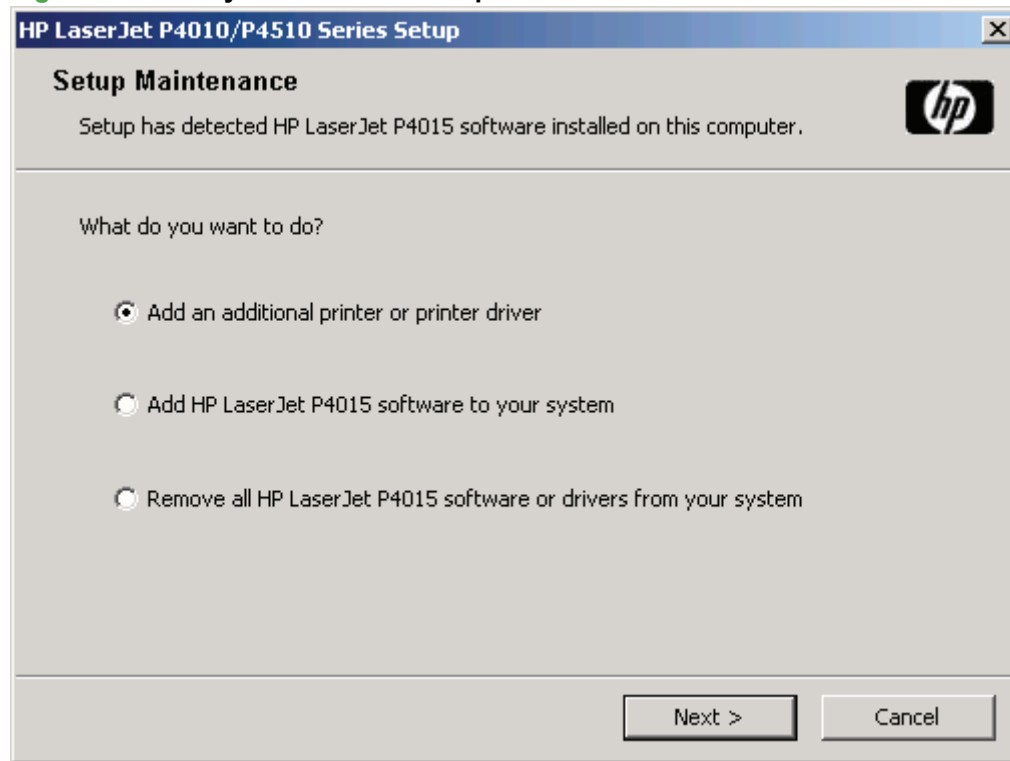 HP LaserJet P4010/P4510 Series Setup
Setup Maintenance
Setup has detected HP LaserJet P4015 software installed on this computer.
hp
What do you want to do?
Add an additional printer or printer driver
Add HP LaserJet P4015 software to your system
Remove all HP LaserJet P4015 software or drivers from your system
Next >
Cancel